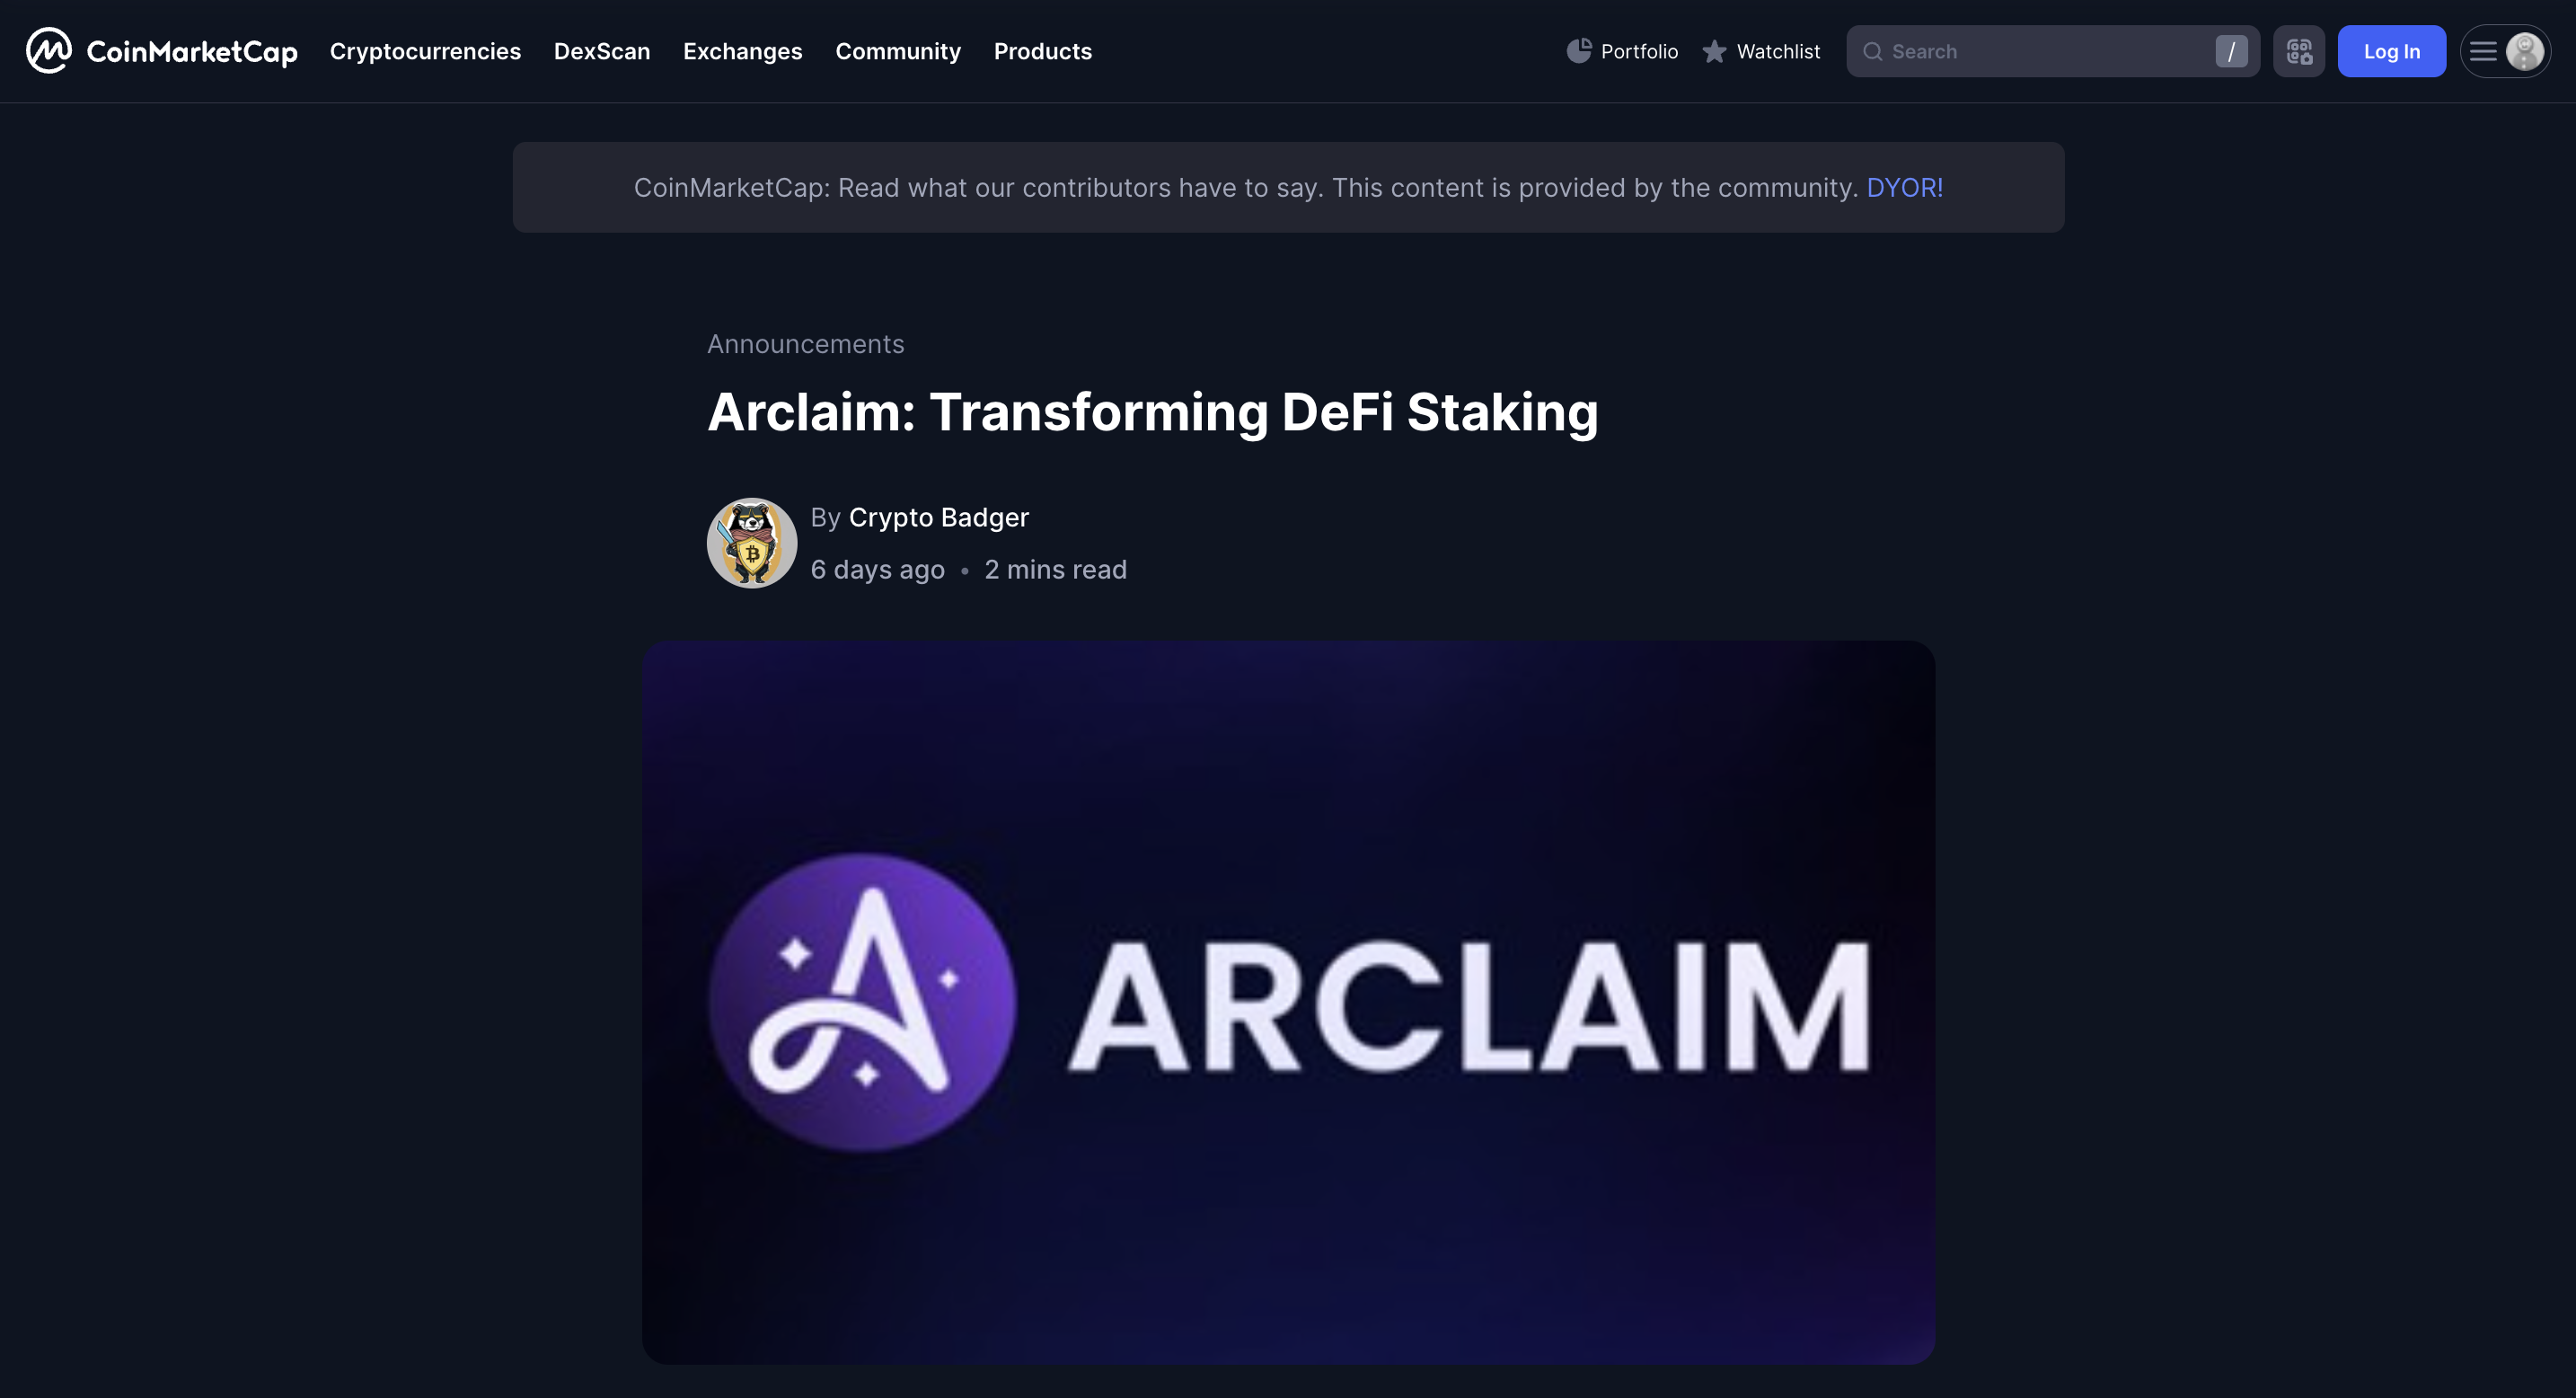 CoinMarketCap Cryptocurrencies DexScan Exchanges Community Products Portfolio Watchlist Search / Log In
CoinMarketCap: Read what our contributors have to say. This content is provided by the community. DYOR!
Announcements
Arclaim: Transforming DeFi Staking
By Crypto Badger
6 days ago • 2 mins read
ARCLAIM